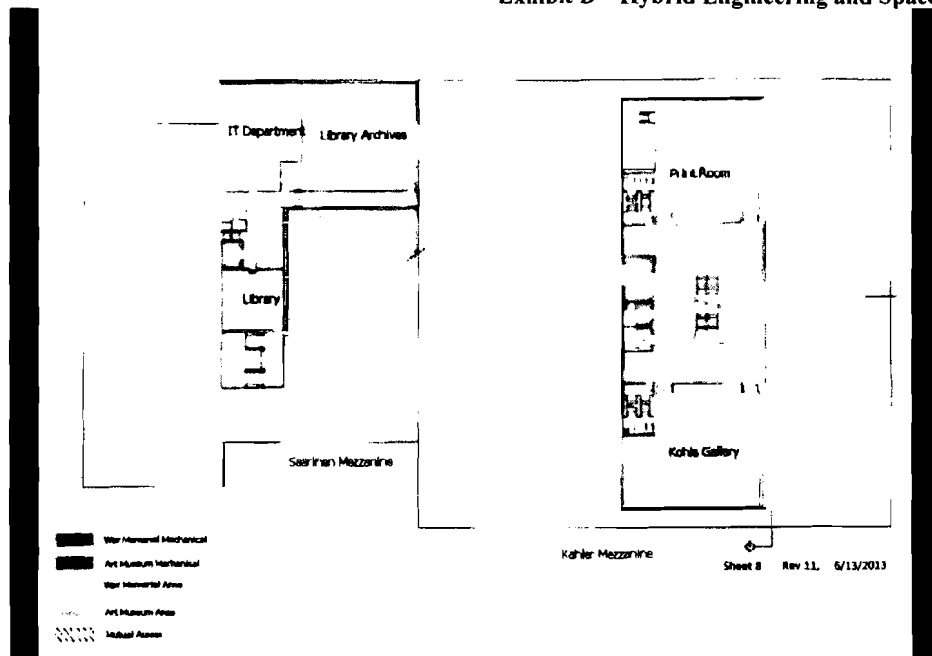 Exhibit D - Hybrid Engineering and Space
IT Department
Library Archives
Print Room
Library
Saarinen Mezzanine
Kohls Gallery
War Memorial Mechanical
Art Museum Mechanical
War Memorial Area
Art Museum Area
Mutual Access
Kahler Mezzanine
Sheet 8 Rev 11, 6/13/2013